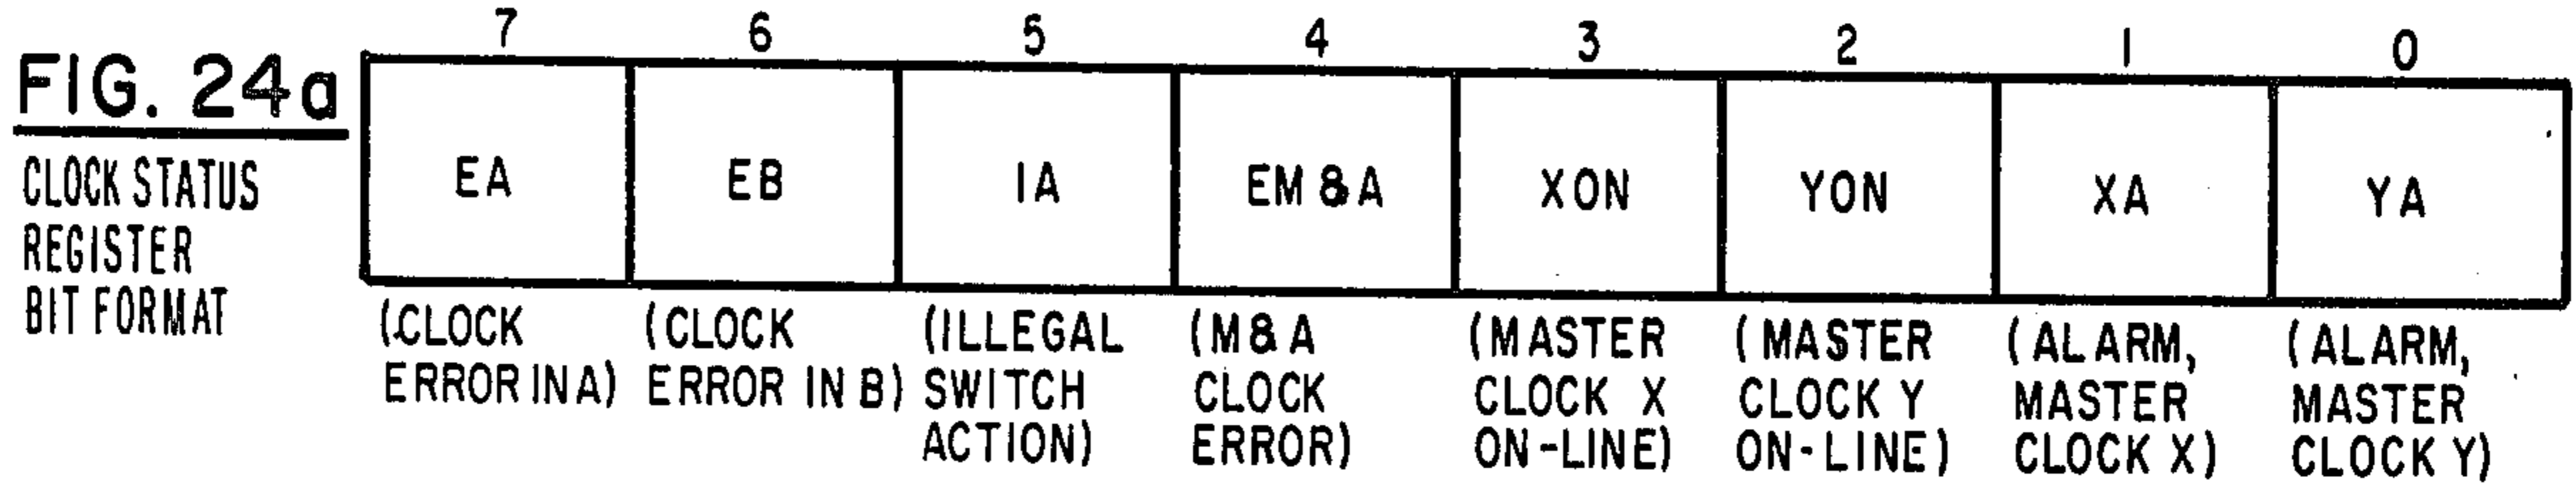 7 6 5 4 3 2 1 0
FIG. 24a
CLOCK STATUS
REGISTER
BIT FORMAT
EA EB IA EM & A XON YON XA YA
(CLOCK
ERROR IN A)
(CLOCK
ERROR IN B)
(ILLEGAL
SWITCH
ACTION)
(M & A
CLOCK
ERROR)
(MASTER
CLOCK X
ON-LINE)
(MASTER
CLOCK Y
ON-LINE)
(ALARM,
MASTER
CLOCK X)
(ALARM,
MASTER
CLOCK Y)